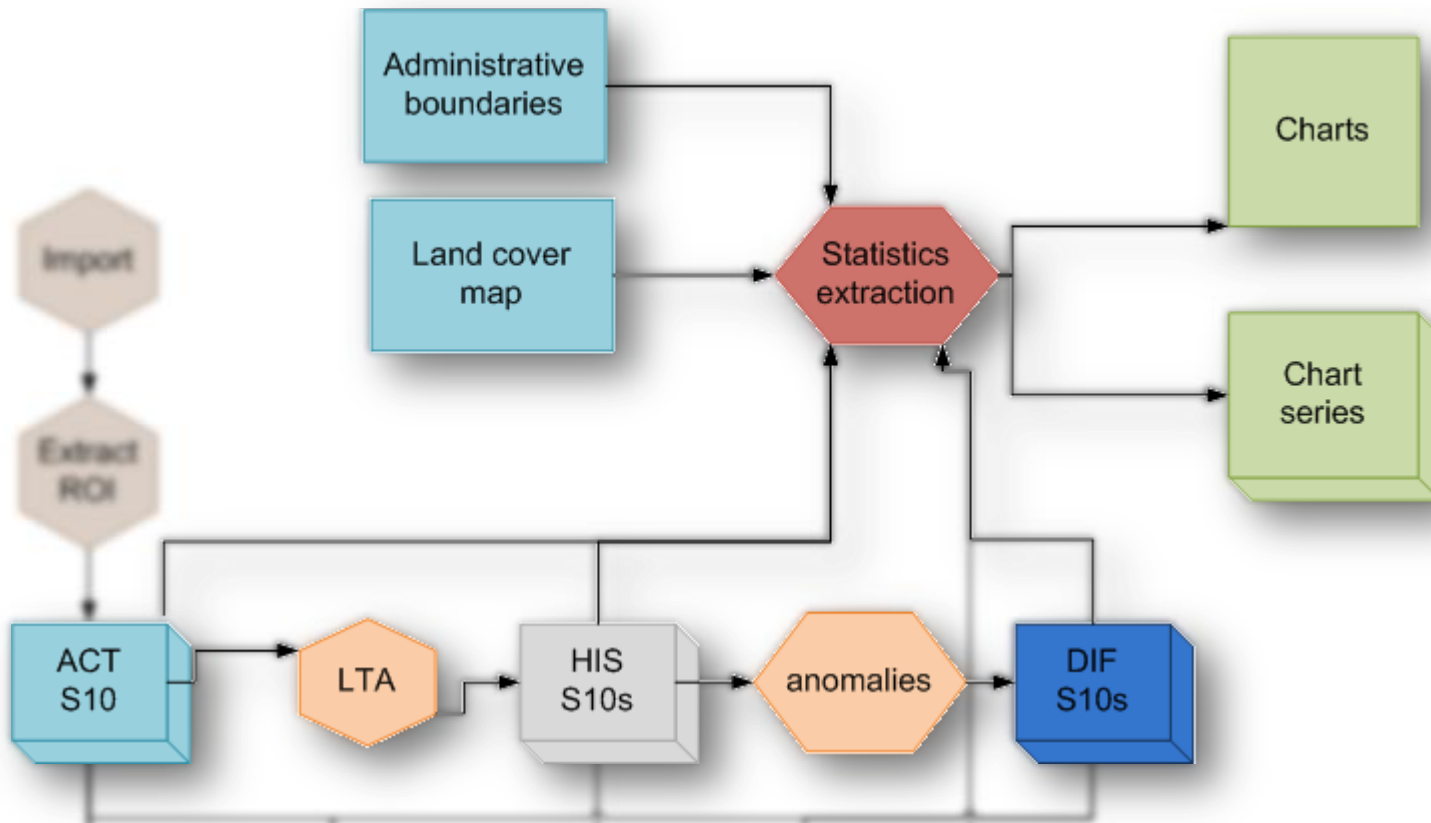 Administrative
boundaries
Charts
Import
Land cover
map
Statistics
extraction
Chart
series
Extract
ROI
ACT
S10
LTA
HIS
S10s
anomalies
DIF
S10s